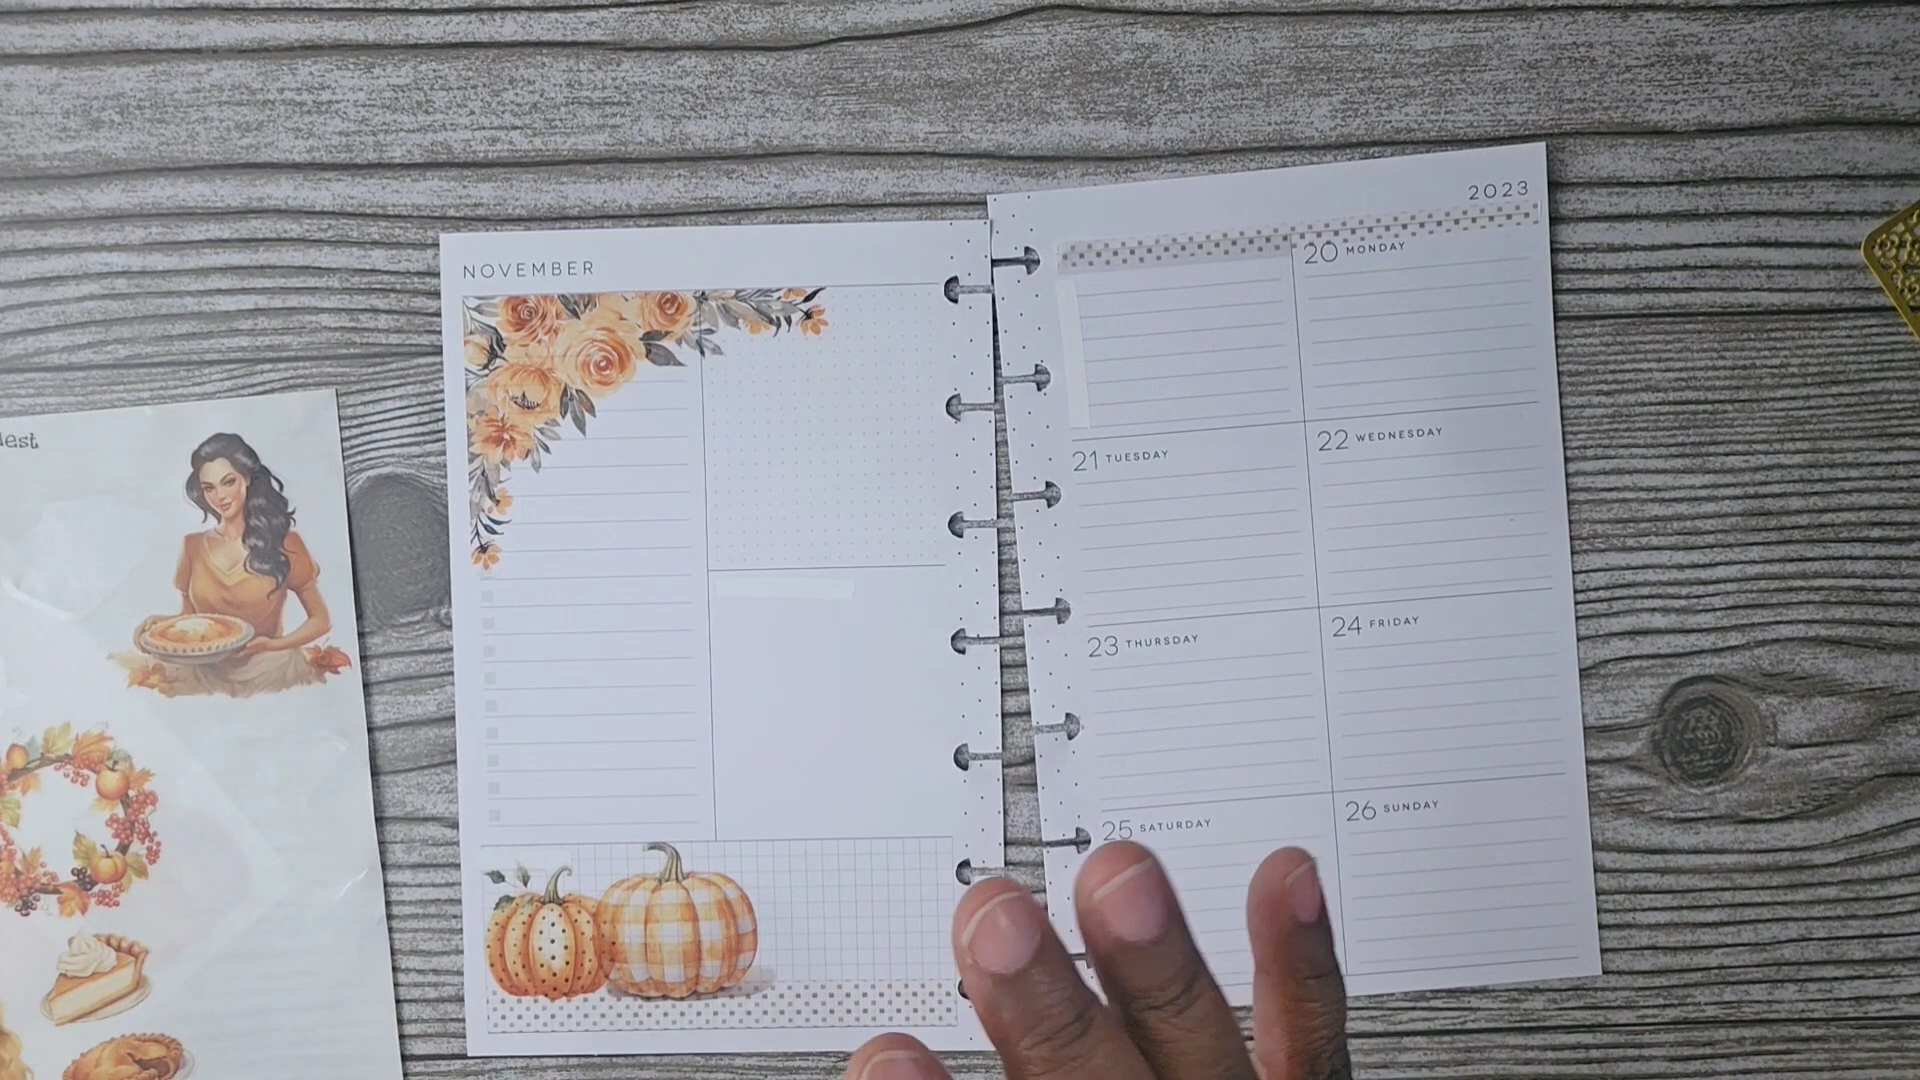 NOVEMBER
2023
20 MONDAY
21 TUESDAY
22 WEDNESDAY
23 THURSDAY
24 FRIDAY
25 SATURDAY
26 SUNDAY